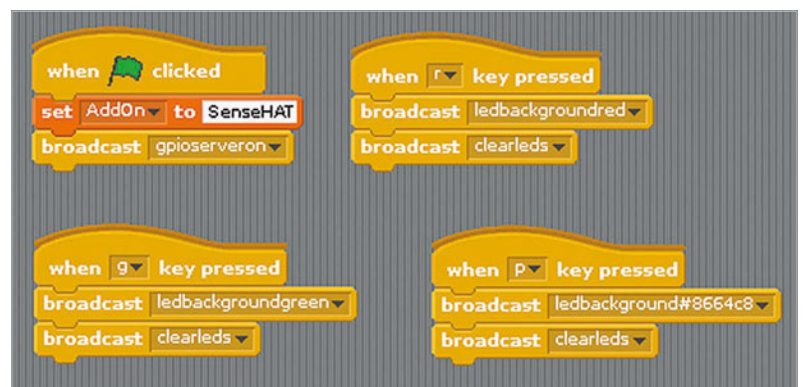 when clicked
set AddOn to SenseHAT
broadcast gpioserveron
when r key pressed
broadcast ledbackgroundred
broadcast clearleds
when g key pressed
broadcast ledbackgroundgreen
broadcast clearleds
when p key pressed
broadcast ledbackground#8664c8
broadcast clearleds